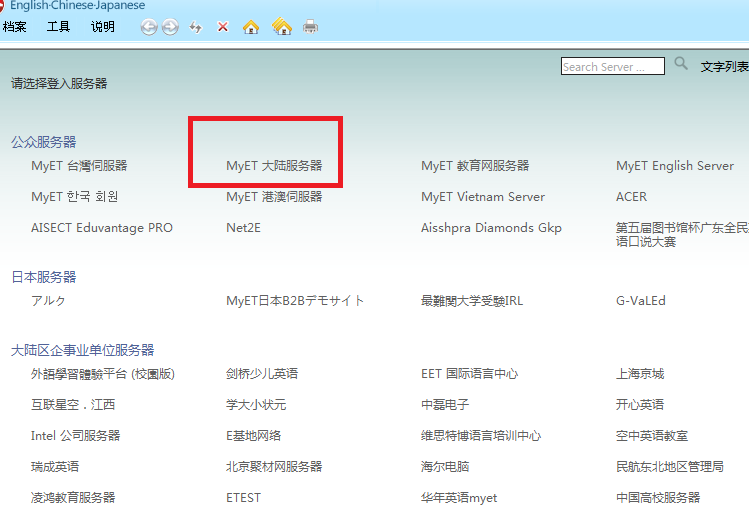 English·Chinese·Japanese
档案 工具 说明
Search Server ... 文字列表
请选择登入服务器
公众服务器
MyET 台灣伺服器 MyET 大陆服务器 MyET 教育网服务器 MyET English Server
MyET 한국 회원 MyET 港澳伺服器 MyET Vietnam Server ACER
AISECT Eduvantage PRO Net2E Aisshpra Diamonds Gkp 第五届图书馆杯广东全民
语口说大赛
日本服务器
アルク MyET日本B2Bデモサイト 最難関大学受験IRL G-VaLEd
大陆区企事业单位服务器
外語學習體驗平台 (校園版) 剑桥少儿英语 EET 国际语言中心 上海京城
互联星空．江西 学大小状元 中磊电子 开心英语
Intel 公司服务器 E基地网络 维思特博语言培训中心 空中英语教室
瑞成英语 北京聚材网服务器 海尔电脑 民航东北地区管理局
凌鸿教育服务器 ETEST 华年英语myet 中国高校服务器